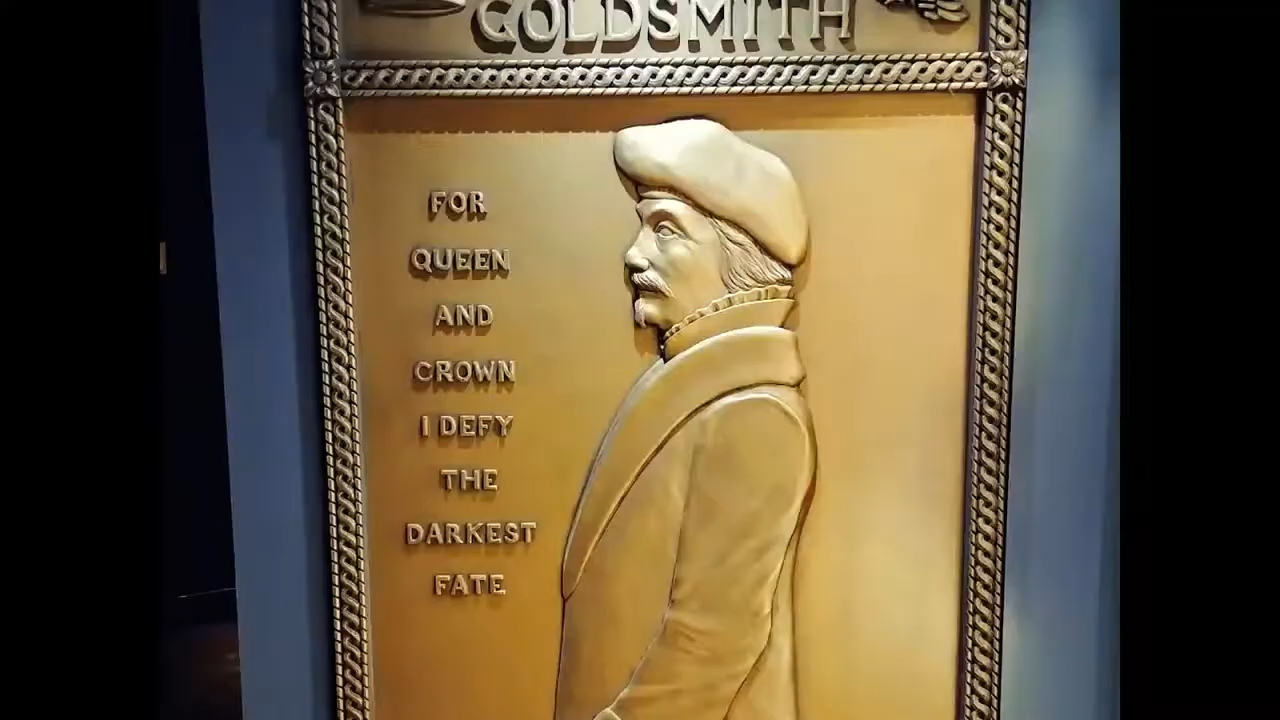 GOLDSMITH
FOR
QUEEN
AND
CROWN
I DEFY
THE
DARKEST
FATE